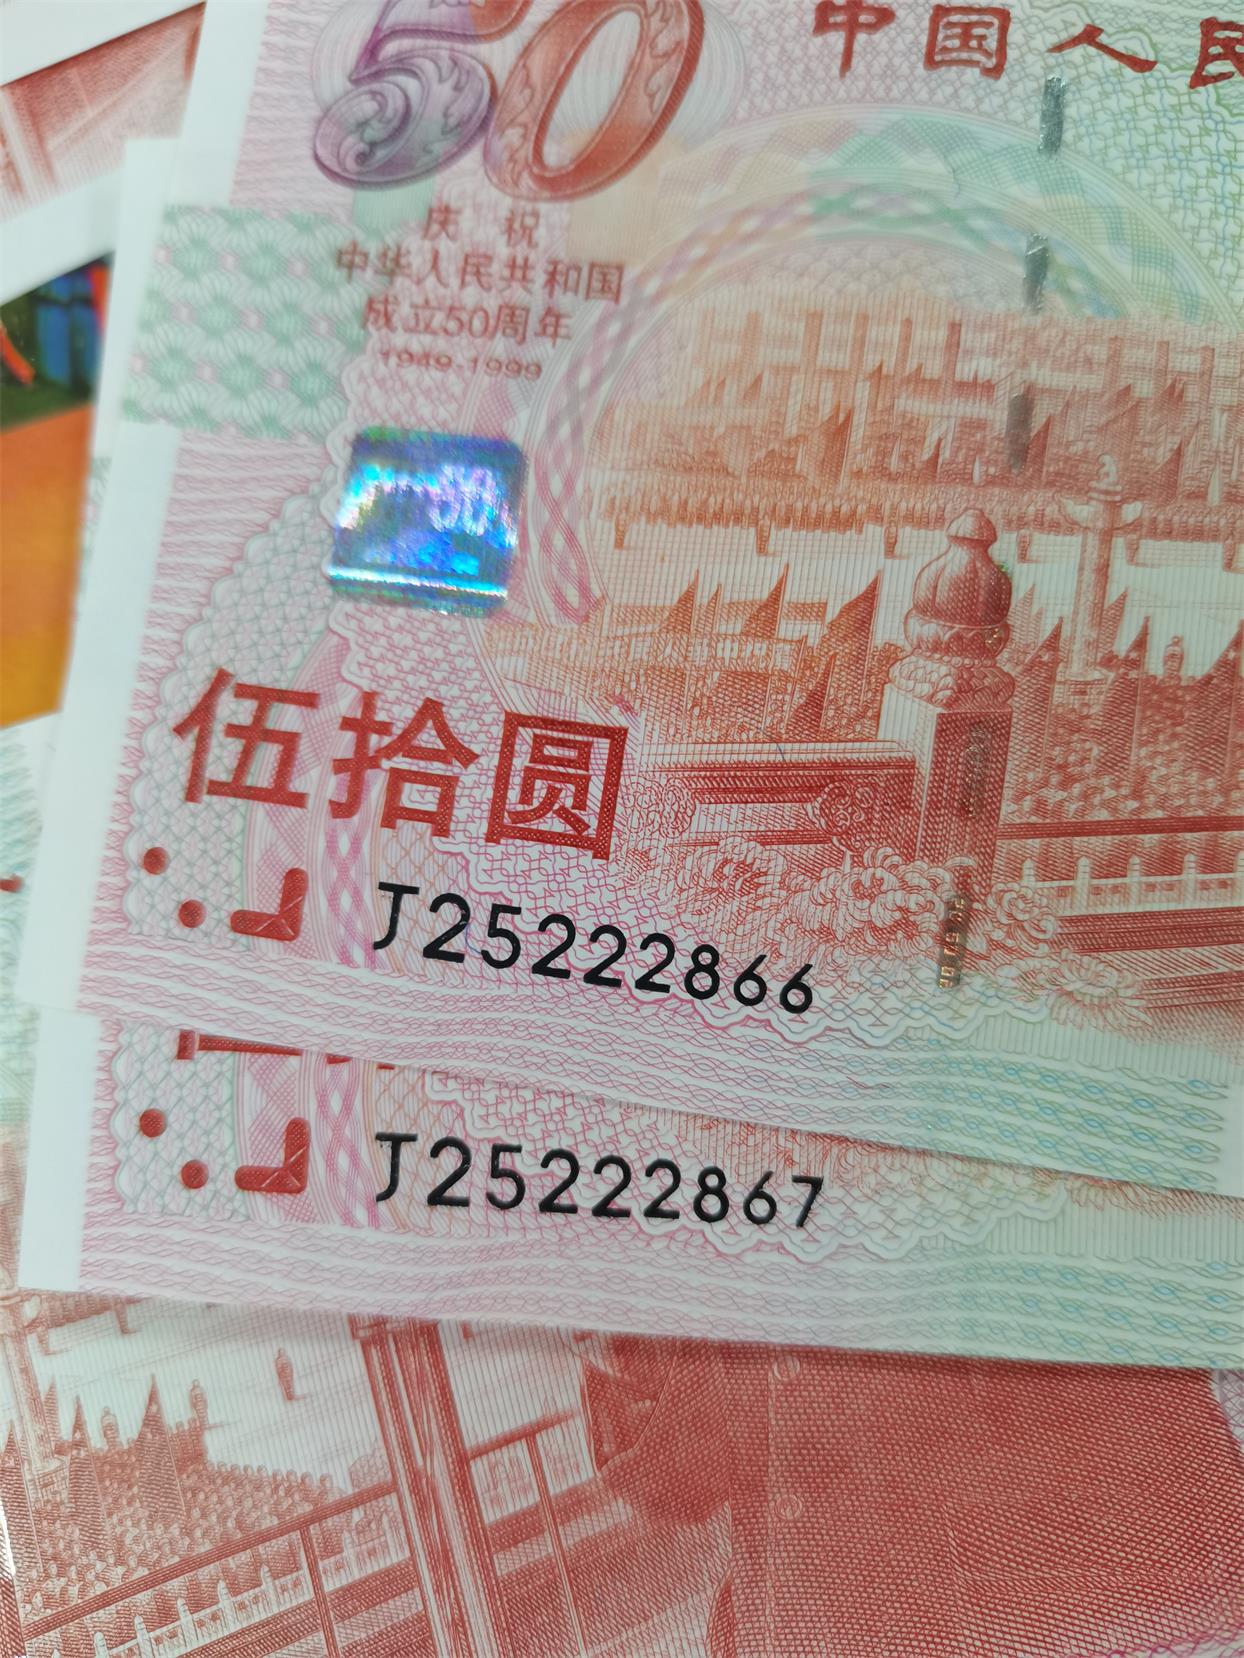 50
中国人民
庆 祝
中华人民共和国
成立50周年
1949-1999
伍拾圆
J25222866
J25222867